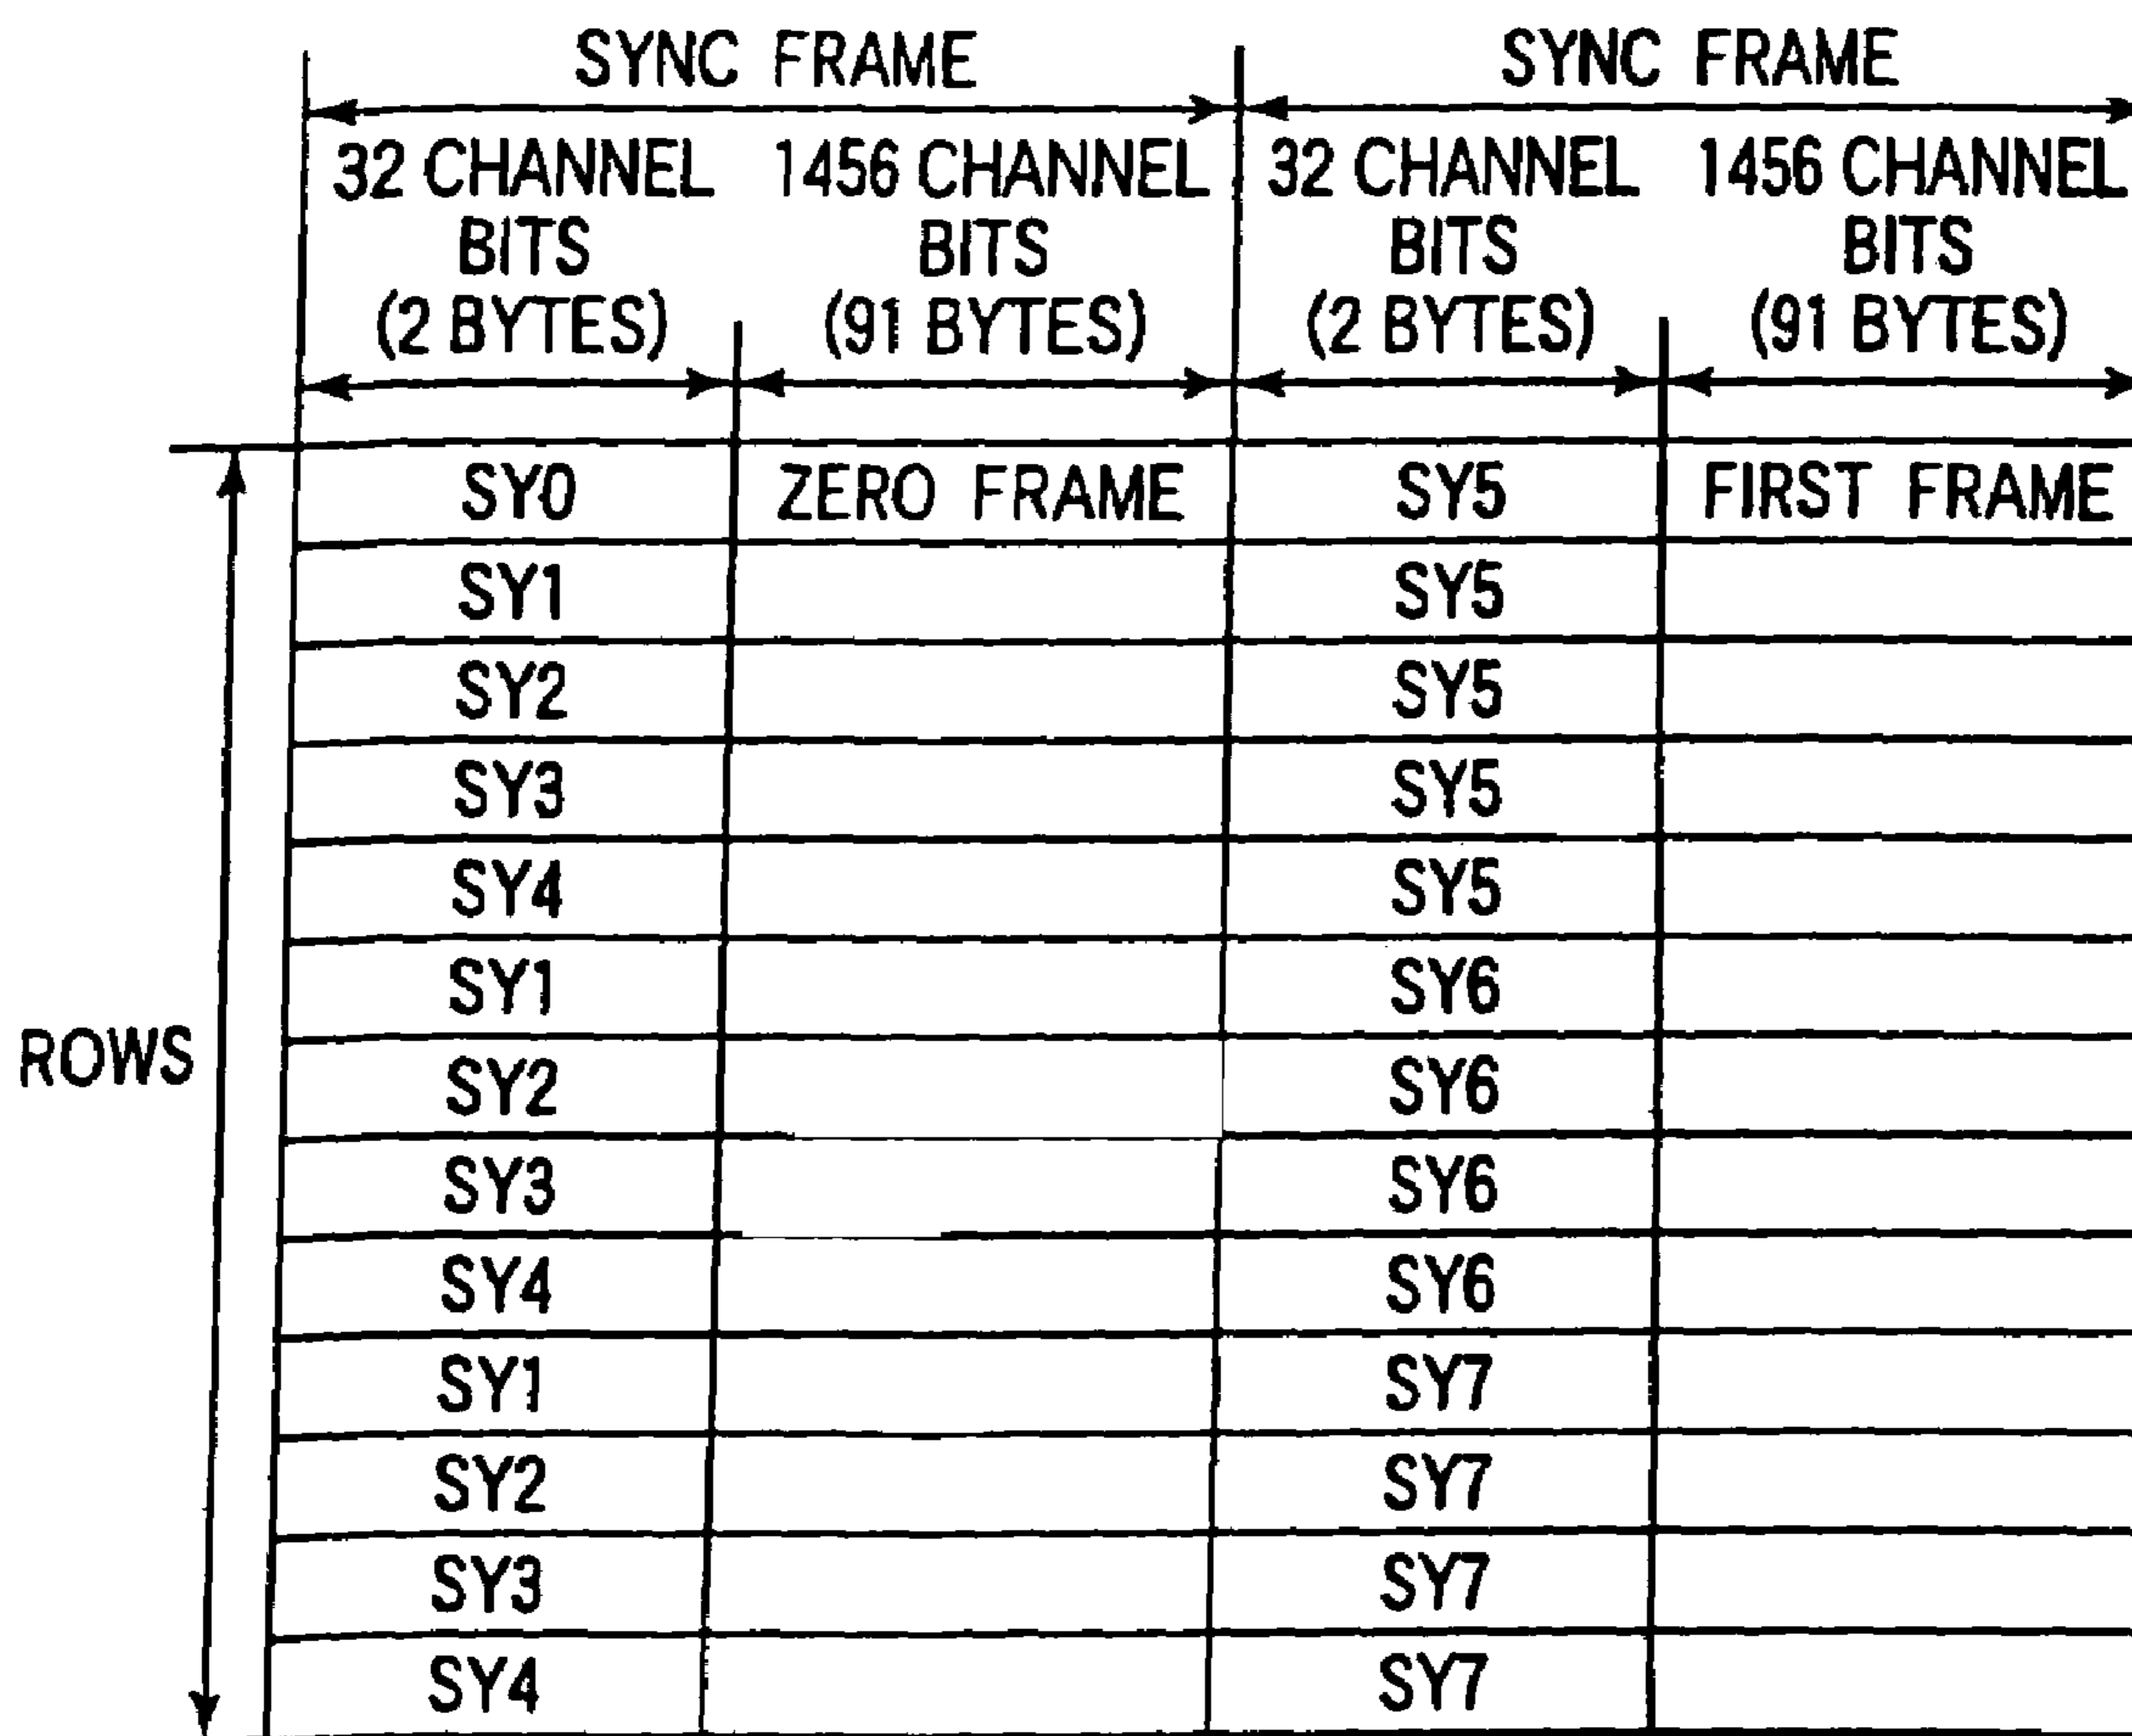 SYNC FRAME SYNC FRAME
32 CHANNEL 1456 CHANNEL 32 CHANNEL 1456 CHANNEL
BITS BITS BITS BITS
(2 BYTES) (91 BYTES) (2 BYTES) (91 BYTES)
SY0 ZERO FRAME SY5 FIRST FRAME
SY1 SY5
SY2 SY5
SY3 SY5
SY4 SY5
SY1 SY6
ROWS
SY2 SY6
SY3 SY6
SY4 SY6
SY1 SY7
SY2 SY7
SY3 SY7
SY4 SY7